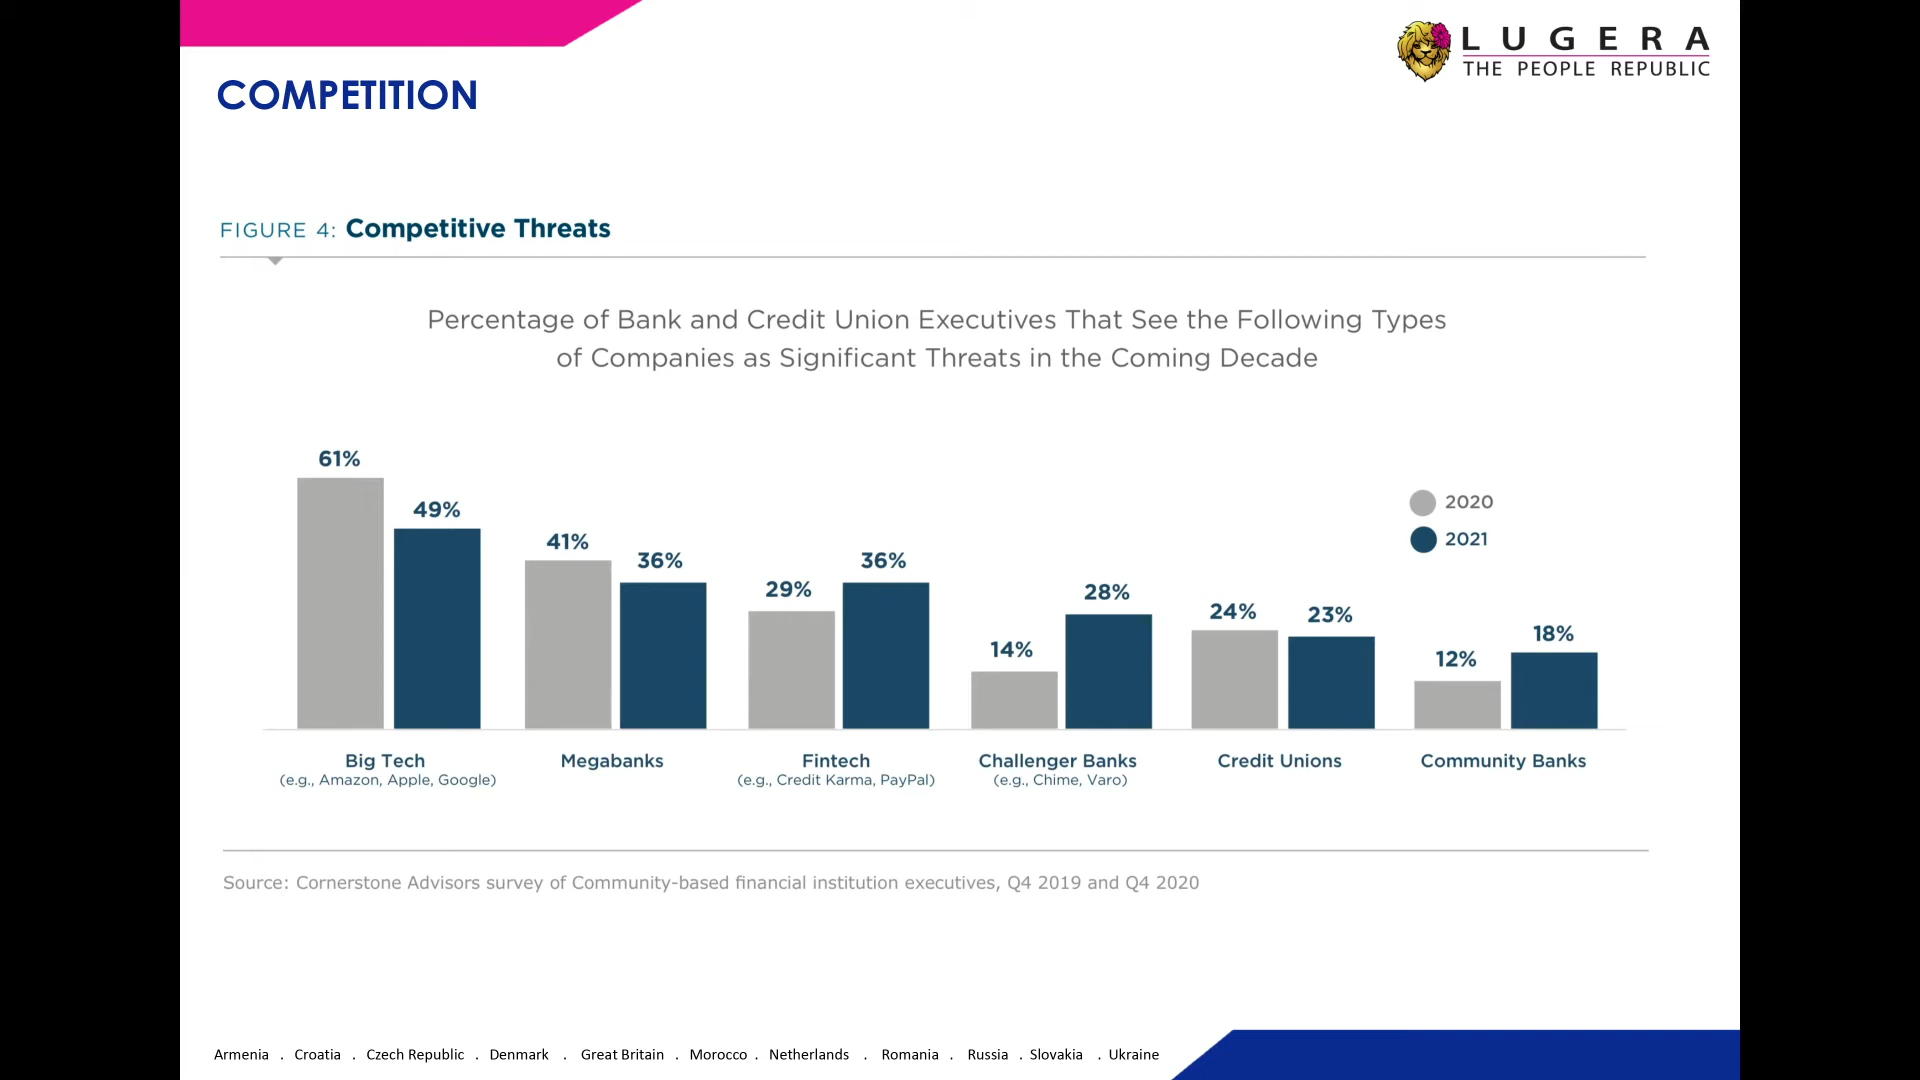 LUGERA
THE PEOPLE REPUBLIC
COMPETITION
FIGURE 4: Competitive Threats
Percentage of Bank and Credit Union Executives That See the Following Types
of Companies as Significant Threats in the Coming Decade
61%
49%
41%
36%
29%
36%
14%
28%
24%
23%
12%
18%
2020
2021
Big Tech
(e.g., Amazon, Apple, Google)
Megabanks
Fintech
(e.g., Credit Karma, PayPal)
Challenger Banks
(e.g., Chime, Varo)
Credit Unions
Community Banks
Source: Cornerstone Advisors survey of Community-based financial institution executives, Q4 2019 and Q4 2020
Armenia . Croatia . Czech Republic . Denmark . Great Britain . Morocco . Netherlands . Romania . Russia . Slovakia . Ukraine